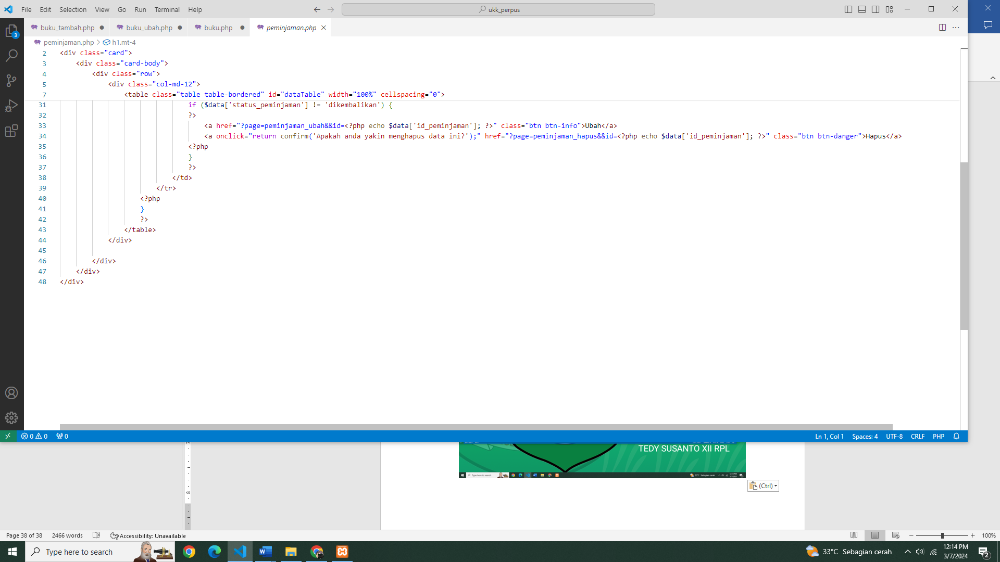 File Edit Selection View Go Run Terminal Help
ukk_perpus
buku_tambah.php
buku_ubah.php
buku.php
peminjaman.php
3
peminjaman.php > h1.mt-4
2 <div class="card">
3 <div class="card-body">
4 <div class="row">
5 <div class="col-md-12">
7 <table class="table table-bordered" id="dataTable" width="100%" cellspacing="0">
31 if ($data['status_peminjaman'] != 'dikembalikan') {
32 ?>
33 <a href="?page=peminjaman_ubah&&id=<?php echo $data['id_peminjaman']; ?>" class="btn btn-info">Ubah</a>
34 <a onclick="return confirm('Apakah anda yakin menghapus data ini?');" href="?page=peminjaman_hapus&&id=<?php echo $data['id_peminjaman']; ?>" class="btn btn-danger">Hapus</a>
35 <?php
36 }
37 ?>
38 </td>
39 </tr>
40 <?php
41 }
42 ?>
43 </table>
44 </div>
45
46 </div>
47 </div>
48 </div>
0 0 0
Ln 1, Col 1 Spaces: 4 UTF-8 CRLF PHP
TEDY SUSANTO XII RPL
8
(Ctrl)
Page 38 of 38 2466 words Accessibility: Unavailable
100%
Type here to search
33°C Sebagian cerah
12:14 PM
3/7/2024
2